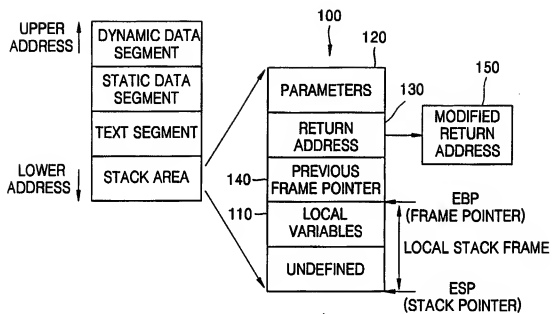 UPPER
ADDRESS
DYNAMIC DATA
SEGMENT
STATIC DATA
SEGMENT
TEXT SEGMENT
LOWER
ADDRESS
STACK AREA
100
120
PARAMETERS
130
RETURN
ADDRESS
150
MODIFIED
RETURN
ADDRESS
140
PREVIOUS
FRAME POINTER
110
LOCAL
VARIABLES
UNDEFINED
EBP
(FRAME POINTER)
LOCAL STACK FRAME
ESP
(STACK POINTER)